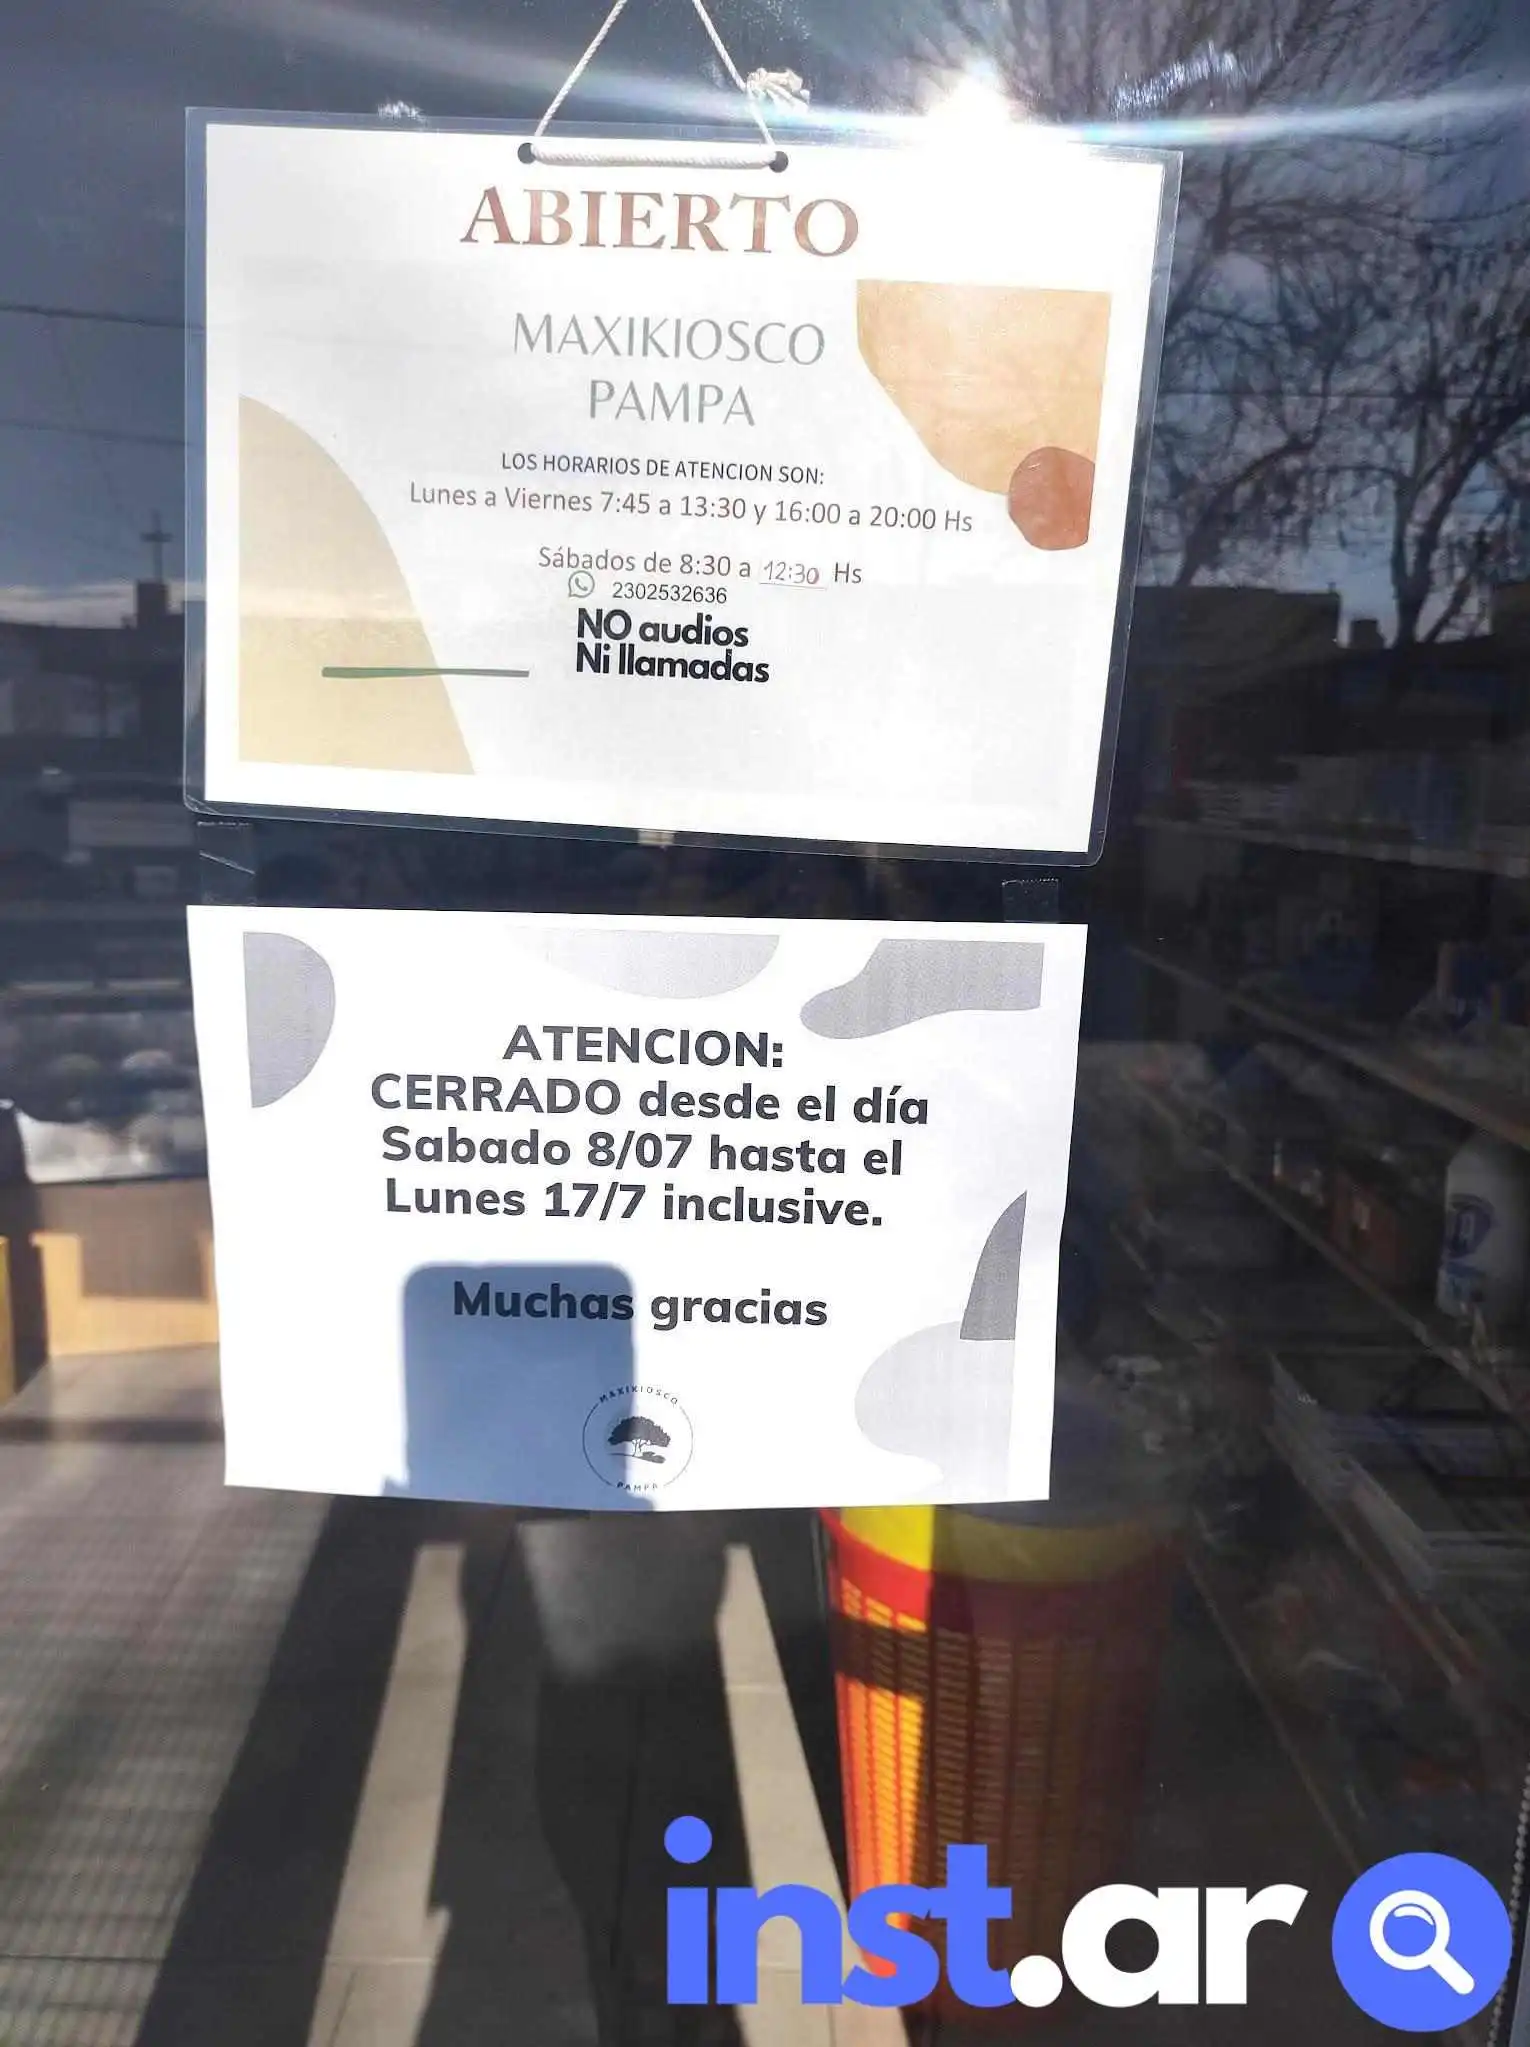 ABIERTO
MAXIKIOSCO
PAMPA
LOS HORARIOS DE ATENCION SON:
Lunes a Viernes 7:45 a 13:30 y 16:00 a 20:00 Hs
Sábados de 8:30 a 12:30 Hs
2302532636
NO audios
Ni llamadas
ATENCION:
CERRADO desde el día
Sabado 8/07 hasta el
Lunes 17/7 inclusive.
Muchas gracias
MAXIKIOSCO
PAMPA
inst.ar